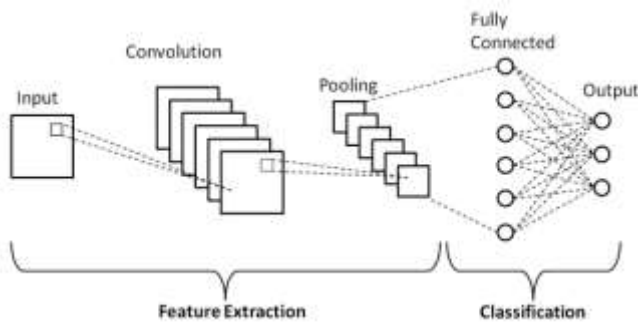 Input
Convolution
Pooling
Fully
Connected
Output
Feature Extraction
Classification